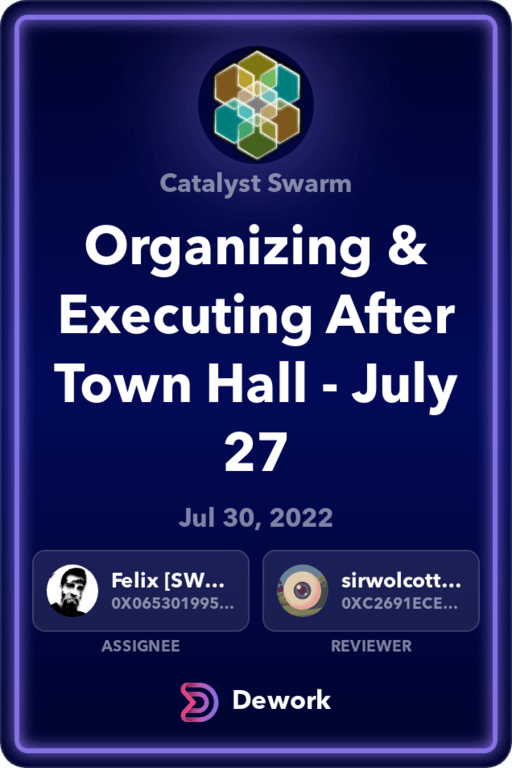 Catalyst Swarm
Organizing &
Executing After
Town Hall - July
27
Jul 30, 2022
Felix [SW...
0X065301995...
sirwolcott...
0XC2691ECE...
ASSIGNEE
REVIEWER
Dework